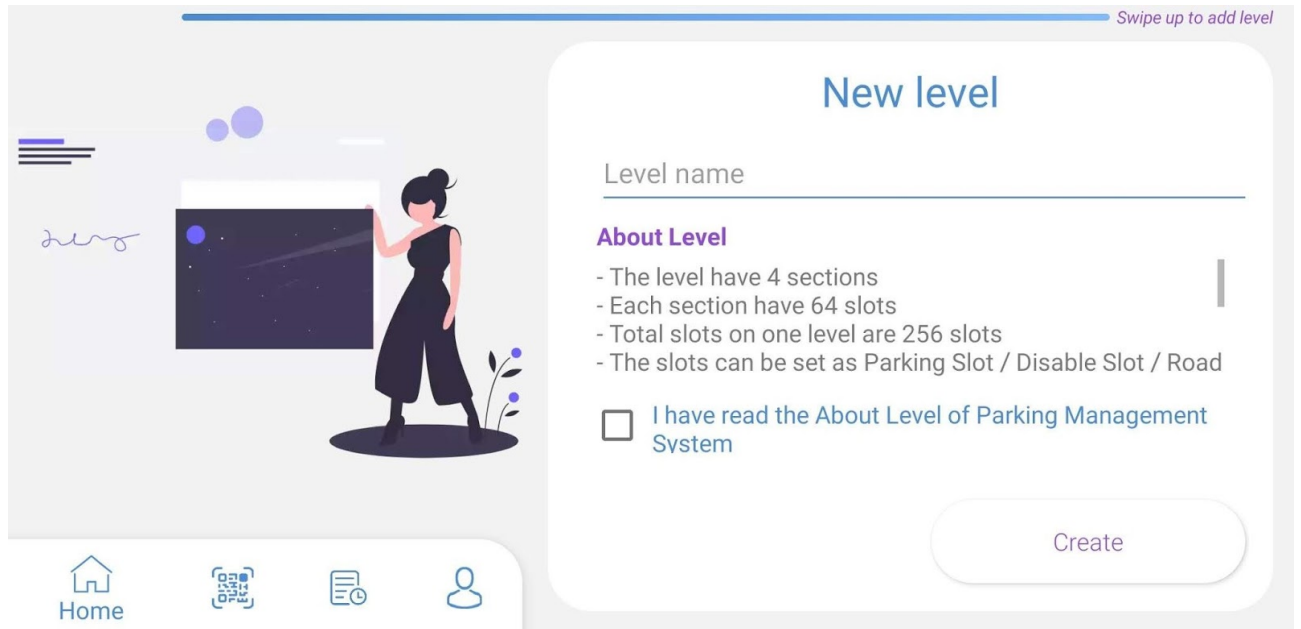 Swipe up to add level
New level
Level name
About Level
- The level have 4 sections
- Each section have 64 slots
- Total slots on one level are 256 slots
- The slots can be set as Parking Slot / Disable Slot / Road
I have read the About Level of Parking Management
System
Create
Home